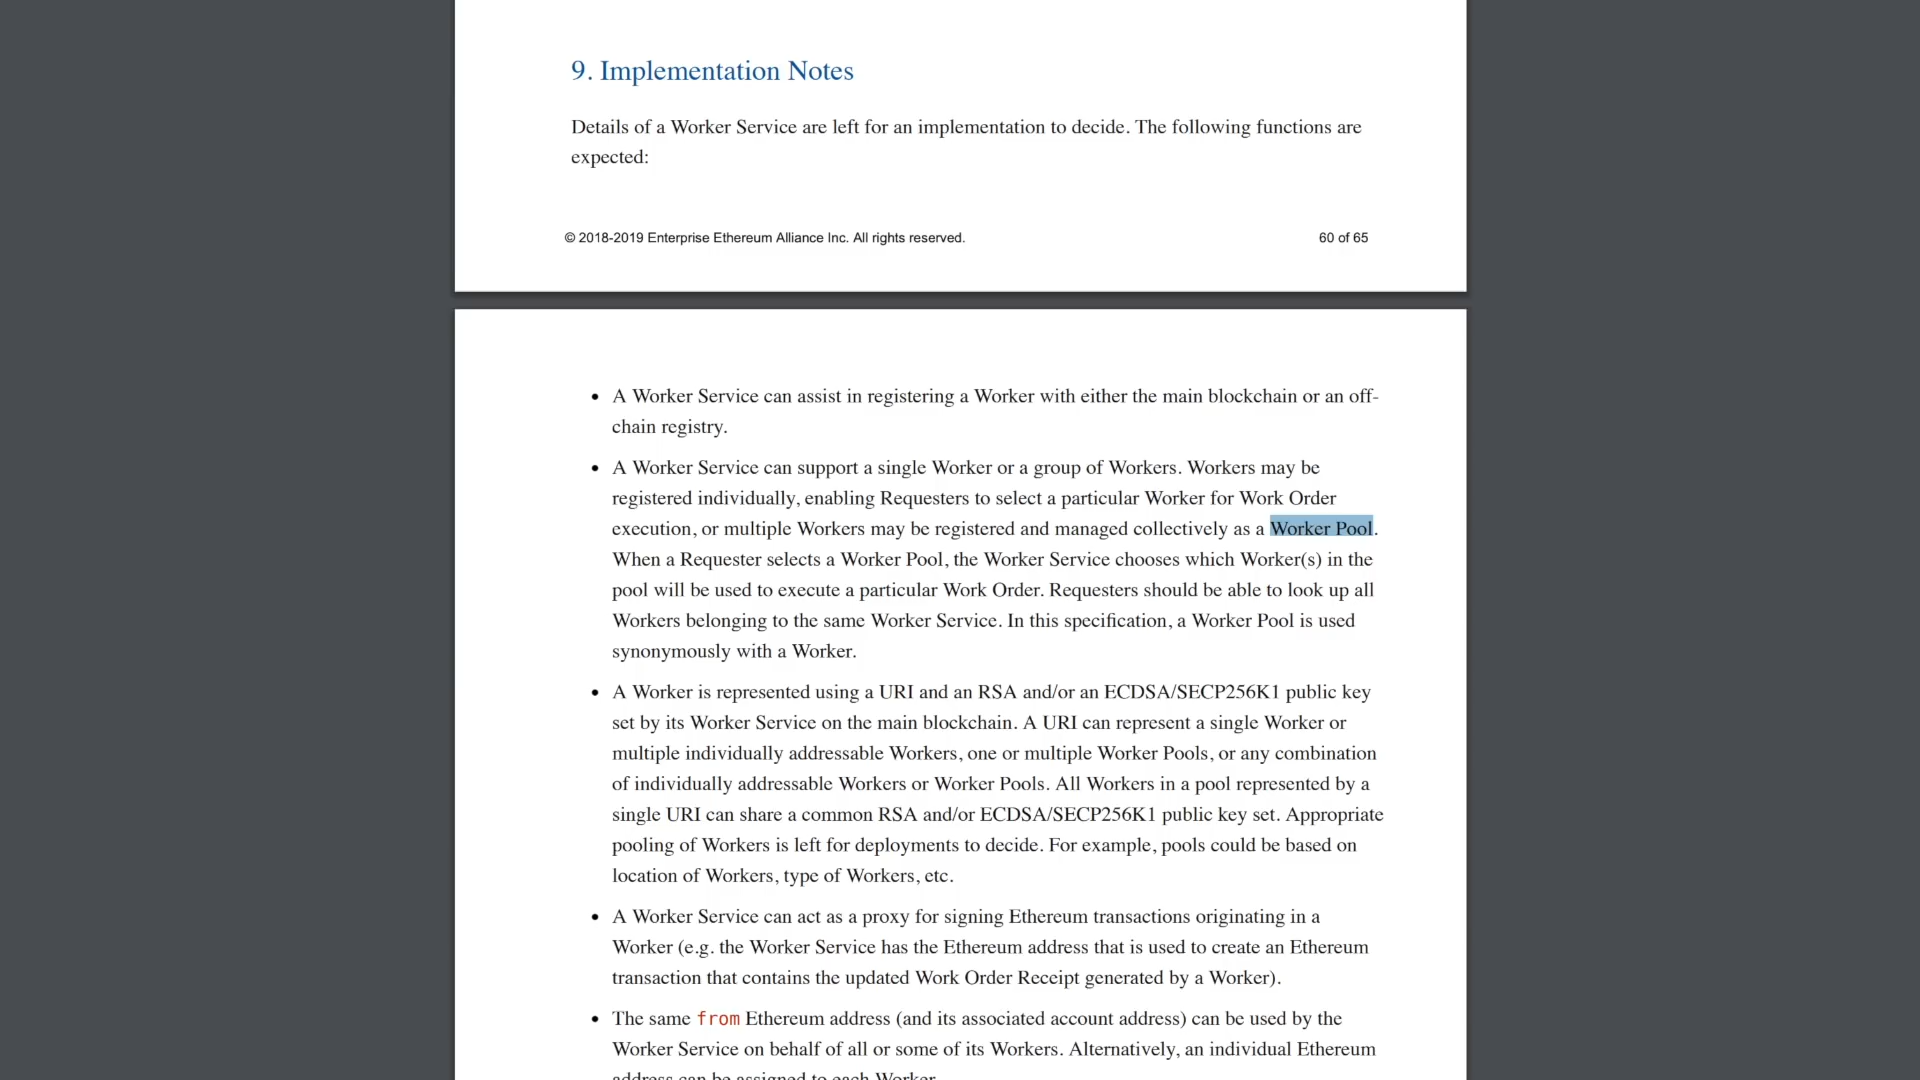 9. Implementation Notes
Details of a Worker Service are left for an implementation to decide. The following functions are
expected:
© 2018-2019 Enterprise Ethereum Alliance Inc. All rights reserved.
60 of 65
• A Worker Service can assist in registering a Worker with either the main blockchain or an off-
chain registry.
• A Worker Service can support a single Worker or a group of Workers. Workers may be
registered individually, enabling Requesters to select a particular Worker for Work Order
execution, or multiple Workers may be registered and managed collectively as a Worker Pool.
When a Requester selects a Worker Pool, the Worker Service chooses which Worker(s) in the
pool will be used to execute a particular Work Order. Requesters should be able to look up all
Workers belonging to the same Worker Service. In this specification, a Worker Pool is used
synonymously with a Worker.
• A Worker is represented using a URI and an RSA and/or an ECDSA/SECP256K1 public key
set by its Worker Service on the main blockchain. A URI can represent a single Worker or
multiple individually addressable Workers, one or multiple Worker Pools, or any combination
of individually addressable Workers or Worker Pools. All Workers in a pool represented by a
single URI can share a common RSA and/or ECDSA/SECP256K1 public key set. Appropriate
pooling of Workers is left for deployments to decide. For example, pools could be based on
location of Workers, type of Workers, etc.
• A Worker Service can act as a proxy for signing Ethereum transactions originating in a
Worker (e.g. the Worker Service has the Ethereum address that is used to create an Ethereum
transaction that contains the updated Work Order Receipt generated by a Worker).
• The same from Ethereum address (and its associated account address) can be used by the
Worker Service on behalf of all or some of its Workers. Alternatively, an individual Ethereum
address can be assigned to each Worker.